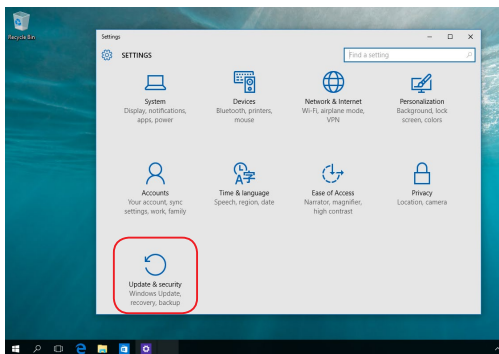 Recycle Bin
Settings
SETTINGS
Find a setting
System
Display, notifications,
apps, power
Devices
Bluetooth, printers,
mouse
Network & Internet
Wi-Fi, airplane mode,
VPN
Personalization
Background, lock
screen, colors
Accounts
Your account, sync
settings, work, family
Time & language
Speech, region, date
Ease of Access
Narrator, magnifier,
high contrast
Privacy
Location, camera
Update & security
Windows Update,
recovery, backup